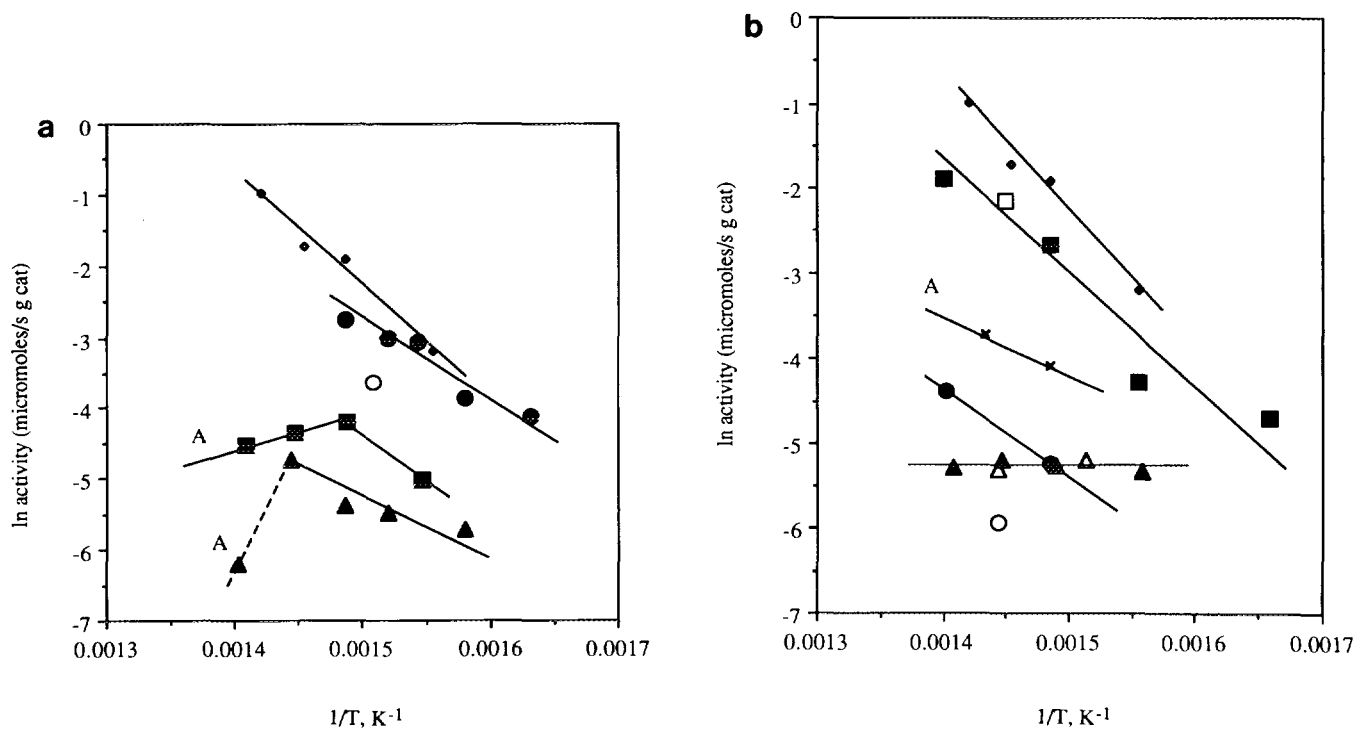 a
0
-1
-2
-3
-4
-5
-6
-7
ln activity (micromoles/s g cat)
A
A
0.0013 0.0014 0.0015 0.0016 0.0017
1/T, K-1
b
0
-1
-2
-3
-4
-5
-6
-7
ln activity (micromoles/s g cat)
A
0.0013 0.0014 0.0015 0.0016 0.0017
1/T, K-1